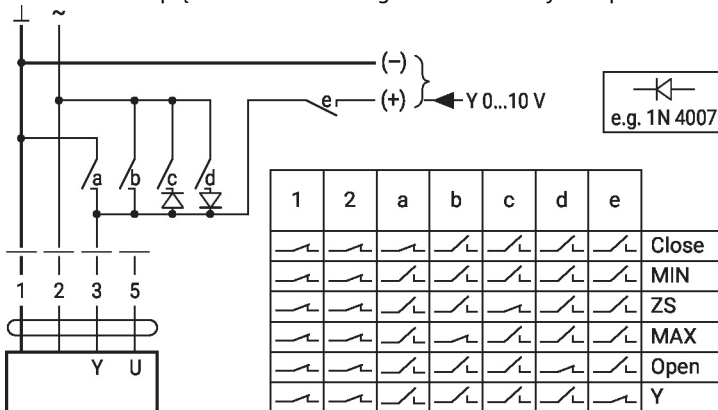 ⊥ ~
(–)
e (+) Y 0...10 V
e.g. 1N 4007
a b c d
1 2 a b c d e
Close
MIN
ZS
MAX
Open
Y
1 2 3 5
Y U